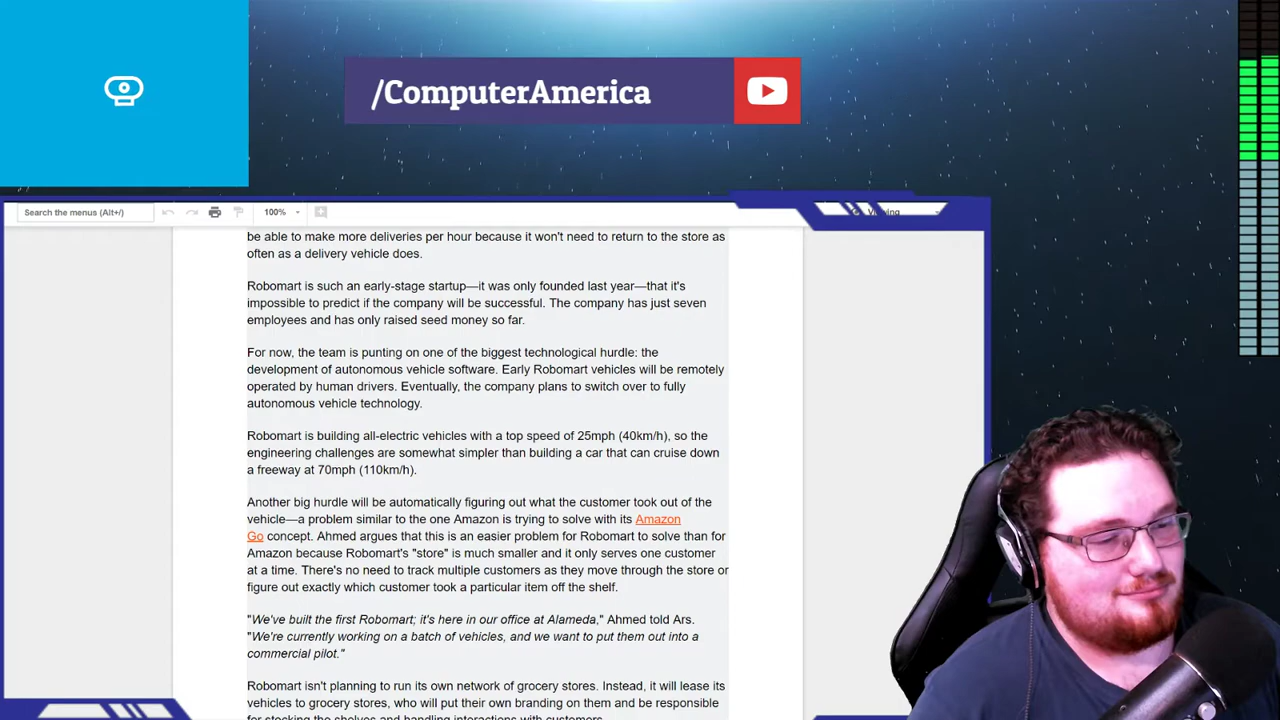 /ComputerAmerica
Search the menus (Alt+/)
100%
Viewing
be able to make more deliveries per hour because it won't need to return to the store as
often as a delivery vehicle does.
Robomart is such an early-stage startup—it was only founded last year—that it's
impossible to predict if the company will be successful. The company has just seven
employees and has only raised seed money so far.
For now, the team is punting on one of the biggest technological hurdle: the
development of autonomous vehicle software. Early Robomart vehicles will be remotely
operated by human drivers. Eventually, the company plans to switch over to fully
autonomous vehicle technology.
Robomart is building all-electric vehicles with a top speed of 25mph (40km/h), so the
engineering challenges are somewhat simpler than building a car that can cruise down
a freeway at 70mph (110km/h).
Another big hurdle will be automatically figuring out what the customer took out of the
vehicle—a problem similar to the one Amazon is trying to solve with its Amazon
Go concept. Ahmed argues that this is an easier problem for Robomart to solve than for
Amazon because Robomart's "store" is much smaller and it only serves one customer
at a time. There's no need to track multiple customers as they move through the store or
figure out exactly which customer took a particular item off the shelf.
"We've built the first Robomart; it's here in our office at Alameda," Ahmed told Ars.
"We're currently working on a batch of vehicles, and we want to put them out into a
commercial pilot."
Robomart isn't planning to run its own network of grocery stores. Instead, it will lease its
vehicles to grocery stores, who will put their own branding on them and be responsible
for stocking the shelves and handling interactions with customers.